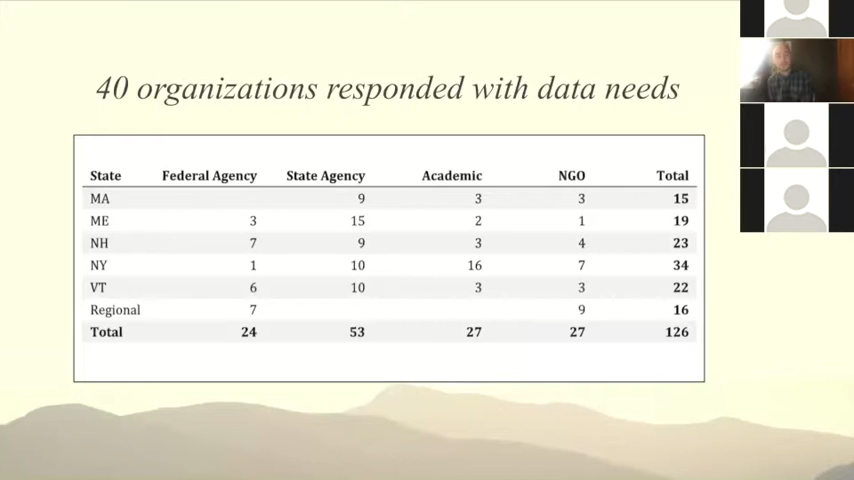 40 organizations responded with data needs
State Federal Agency State Agency Academic NGO Total
MA 9 3 3 15
ME 3 15 2 1 19
NH 7 9 3 4 23
NY 1 10 16 7 34
VT 6 10 3 3 22
Regional 7 9 16
Total 24 53 27 27 126